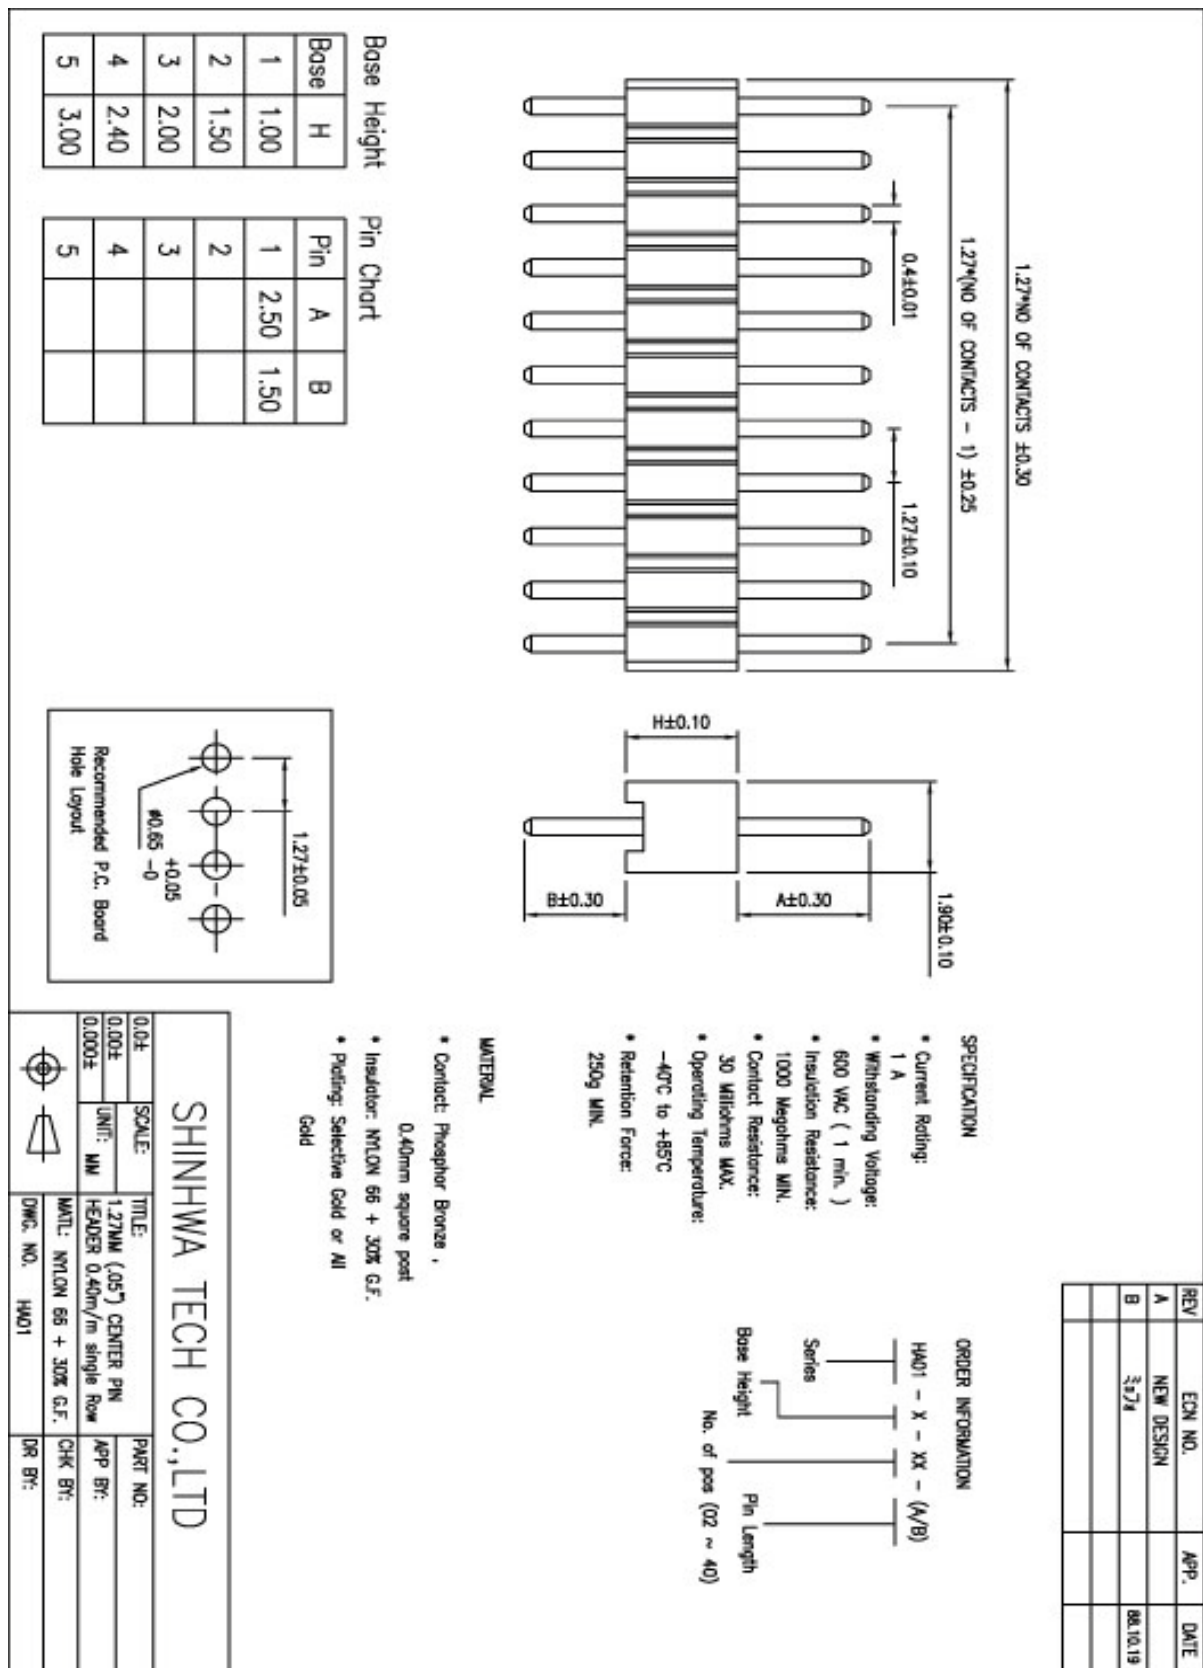 REV ECN NO. APP. DATE
A NEW DESIGN
B 88.10.19
1.27*NO OF CONTACTS ±0.30
1.27*(NO OF CONTACTS - 1) ±0.25
0.4±0.01
1.27±0.10
1.90±0.10
H±0.10
A±0.30
B±0.30
SPECIFICATION
* Current Rating:
1 A
* Withstanding Voltage:
600 VAC ( 1 min. )
* Insulation Resistance:
1000 Megohms MIN.
* Contact Resistance:
30 Milliohms MAX.
* Operating Temperature:
-40°C to +85°C
* Retention Force:
250g MIN.
ORDER INFORMATION
HA01 - X - XX - (A/B)
Series
Base Height
Pin Length
No. of pos (02 ~ 40)
MATERIAL
* Contact: Phosphor Bronze ,
0.40mm square post
* Insulator: NYLON 66 + 30% G.F.
* Plating: Selective Gold or All
Gold
Base Height
Base H
1 1.00
2 1.50
3 2.00
4 2.40
5 3.00
Pin Chart
Pin A B
1 2.50 1.50
2
3
4
5
1.27±0.05
+0.05
ø0.65 -0
Recommended P.C. Board
Hole Layout
SHINHWA TECH CO.,LTD
0.0±
0.00±
0.000±
SCALE:
UNIT: MM
TITLE:
1.27MM (.05") CENTER PIN
HEADER 0.40m/m single Row
MATL: NYLON 66 + 30% G.F.
DWG. NO. HA01
PART NO:
APP BY:
CHK BY:
DR BY: